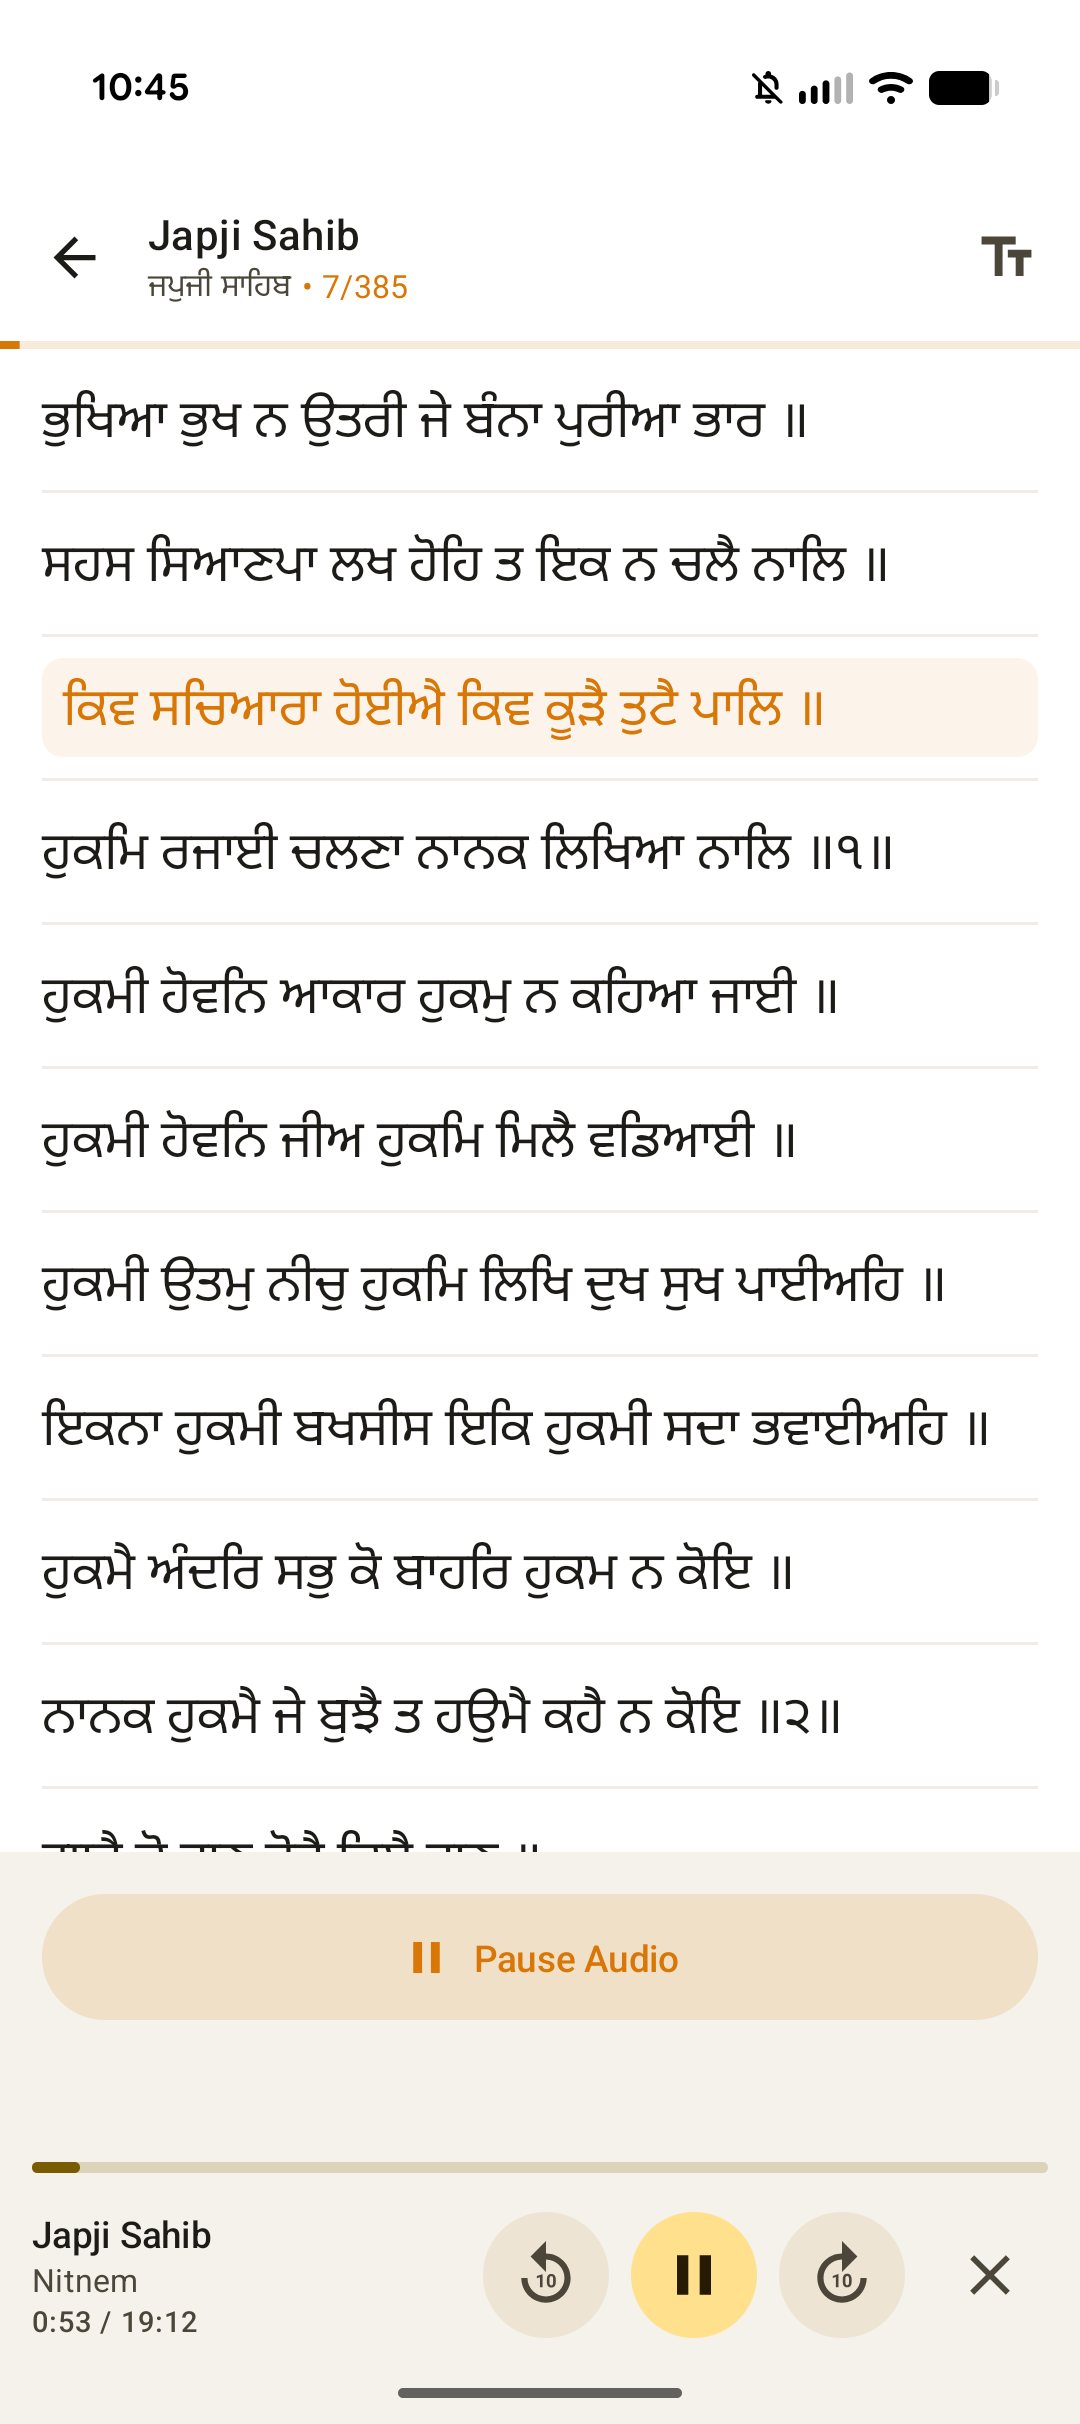 10:45
Japji Sahib
ਜਪੁਜੀ ਸਾਹਿਬ • 7/385
ਭੁਖਿਆ ਭੁਖ ਨ ਉਤਰੀ ਜੇ ਬੰਨਾ ਪੁਰੀਆ ਭਾਰ ॥
ਸਹਸ ਸਿਆਣਪਾ ਲਖ ਹੋਹਿ ਤ ਇਕ ਨ ਚਲੈ ਨਾਲਿ ॥
ਕਿਵ ਸਚਿਆਰਾ ਹੋਈਐ ਕਿਵ ਕੂੜੈ ਤੁਟੈ ਪਾਲਿ ॥
ਹੁਕਮਿ ਰਜਾਈ ਚਲਣਾ ਨਾਨਕ ਲਿਖਿਆ ਨਾਲਿ ॥੧॥
ਹੁਕਮੀ ਹੋਵਨਿ ਆਕਾਰ ਹੁਕਮੁ ਨ ਕਹਿਆ ਜਾਈ ॥
ਹੁਕਮੀ ਹੋਵਨਿ ਜੀਅ ਹੁਕਮਿ ਮਿਲੈ ਵਡਿਆਈ ॥
ਹੁਕਮੀ ਉਤਮੁ ਨੀਚੁ ਹੁਕਮਿ ਲਿਖਿ ਦੁਖ ਸੁਖ ਪਾਈਅਹਿ ॥
ਇਕਨਾ ਹੁਕਮੀ ਬਖਸੀਸ ਇਕਿ ਹੁਕਮੀ ਸਦਾ ਭਵਾਈਅਹਿ ॥
ਹੁਕਮੈ ਅੰਦਰਿ ਸਭੁ ਕੋ ਬਾਹਰਿ ਹੁਕਮ ਨ ਕੋਇ ॥
ਨਾਨਕ ਹੁਕਮੈ ਜੇ ਬੁਝੈ ਤ ਹਉਮੈ ਕਹੈ ਨ ਕੋਇ ॥੨॥
Pause Audio
Japji Sahib
Nitnem
0:53 / 19:12
10
10